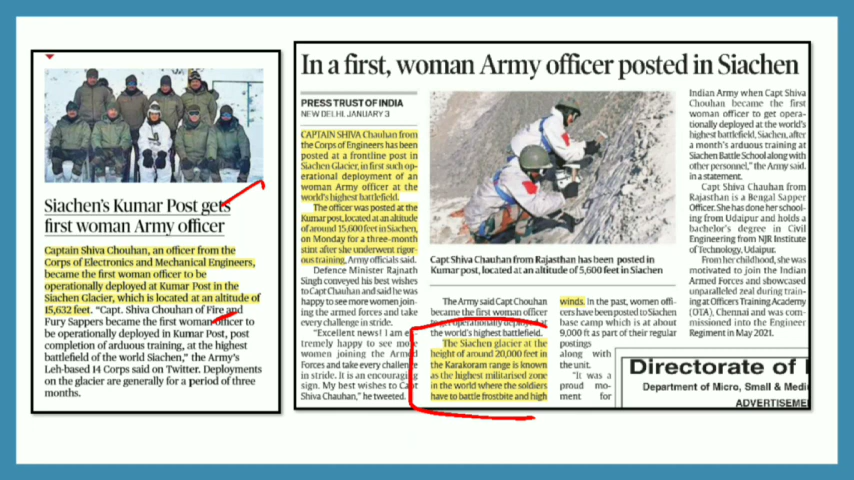 Siachen's Kumar Post gets
first woman Army officer
Captain Shiva Chouhan, an officer from the
Corps of Electronics and Mechanical Engineers,
became the first woman officer to be
operationally deployed at Kumar Post in the
Siachen Glacier, which is located at an altitude of
15,632 feet. "Capt. Shiva Chouhan of Fire and
Fury Sappers became the first woman officer to
be operationally deployed in Kumar Post, post
completion of arduous training, at the highest
battlefield of the world Siachen," the Army's
Leh-based 14 Corps said on Twitter. Deployments
on the glacier are generally for a period of three
months.
In a first, woman Army officer posted in Siachen
PRESS TRUST OF INDIA
NEW DELHI, JANUARY 3
CAPTAIN SHIVA Chauhan from
the Corps of Engineers has been
posted at a frontline post in
Siachen Glacier, in first such op-
erational deployment of an
woman Army officer at the
world's highest battlefield.
The officer was posted at the
Kumar post, located at an altitude
of around 15,600 feet in Siachen,
on Monday for a three-month
stint after she underwent rigor-
ous training, Army officials said.
Defence Minister Rajnath
Singh conveyed his best wishes
to Capt Chauhan and said he was
happy to see more women join-
ing the armed forces and take
every challenge in stride.
"Excellent news! I am ex-
tremely happy to see more
women joining the Armed
Forces and take every challenge
in stride. It is an encouraging
sign. My best wishes to Capt
Shiva Chauhan," he tweeted.
Capt Shiva Chauhan from Rajasthan has been posted in
Kumar post, located at an altitude of 5,600 feet in Siachen
The Army said Capt Chouhan
became the first woman officer
to get operationally deployed at
the world's highest battlefield.
The Siachen glacier at the
height of around 20,000 feet in
the Karakoram range is known
as the highest militarised zone
in the world where the soldiers
have to battle frostbite and high
winds. In the past, women offi-
cers have been posted to Siachen
base camp which is at about
9,000 ft as part of their regular
postings
along with
the unit.
"It was a
proud mo-
ment for
Indian Army when Capt Shiva
Chouhan became the first
woman officer to get opera-
tionally deployed at the world's
highest battlefield, Siachen, after
a month's arduous training at
Siachen Battle School along with
other personnel," the Army said.
in a statement.
Capt Shiva Chauhan from
Rajasthan is a Bengal Sapper
Officer. She has done her school-
ing from Udaipur and holds a
bachelor's degree in Civil
Engineering from NJR Institute
of Technology, Udaipur.
From her childhood, she was
motivated to join the Indian
Armed Forces and showcased
unparalleled zeal during train-
ing at Officers Training Academy
(OTA), Chennai and was com-
missioned into the Engineer
Regiment in May 2021.
Directorate of
Department of Micro, Small & Medi
ADVERTISEME